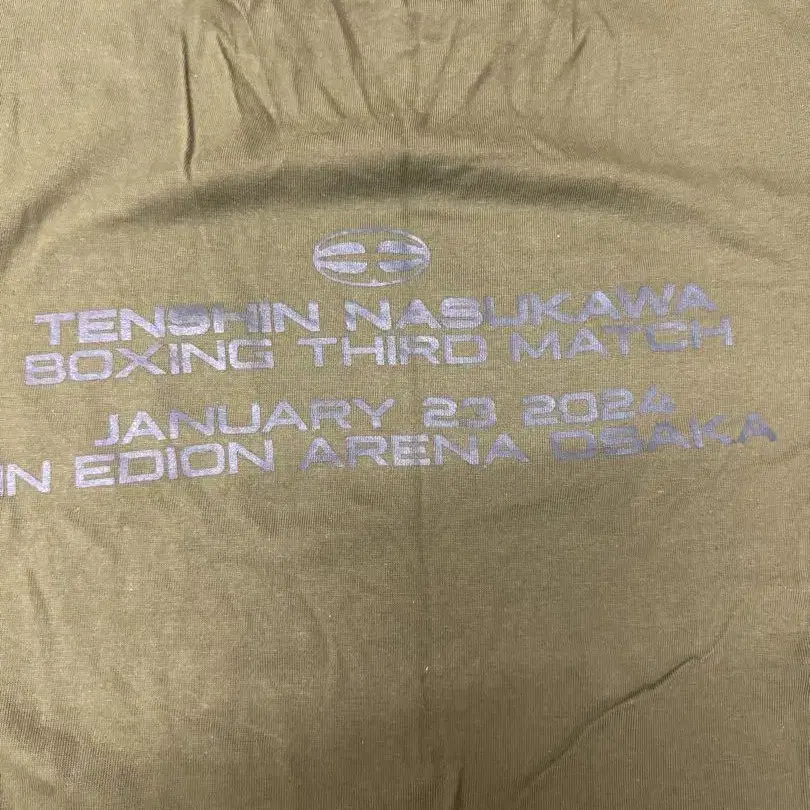 TENSHIN NASUKAWA
BOXING THIRD MATCH
JANUARY 23 2024
IN EDION ARENA OSAKA